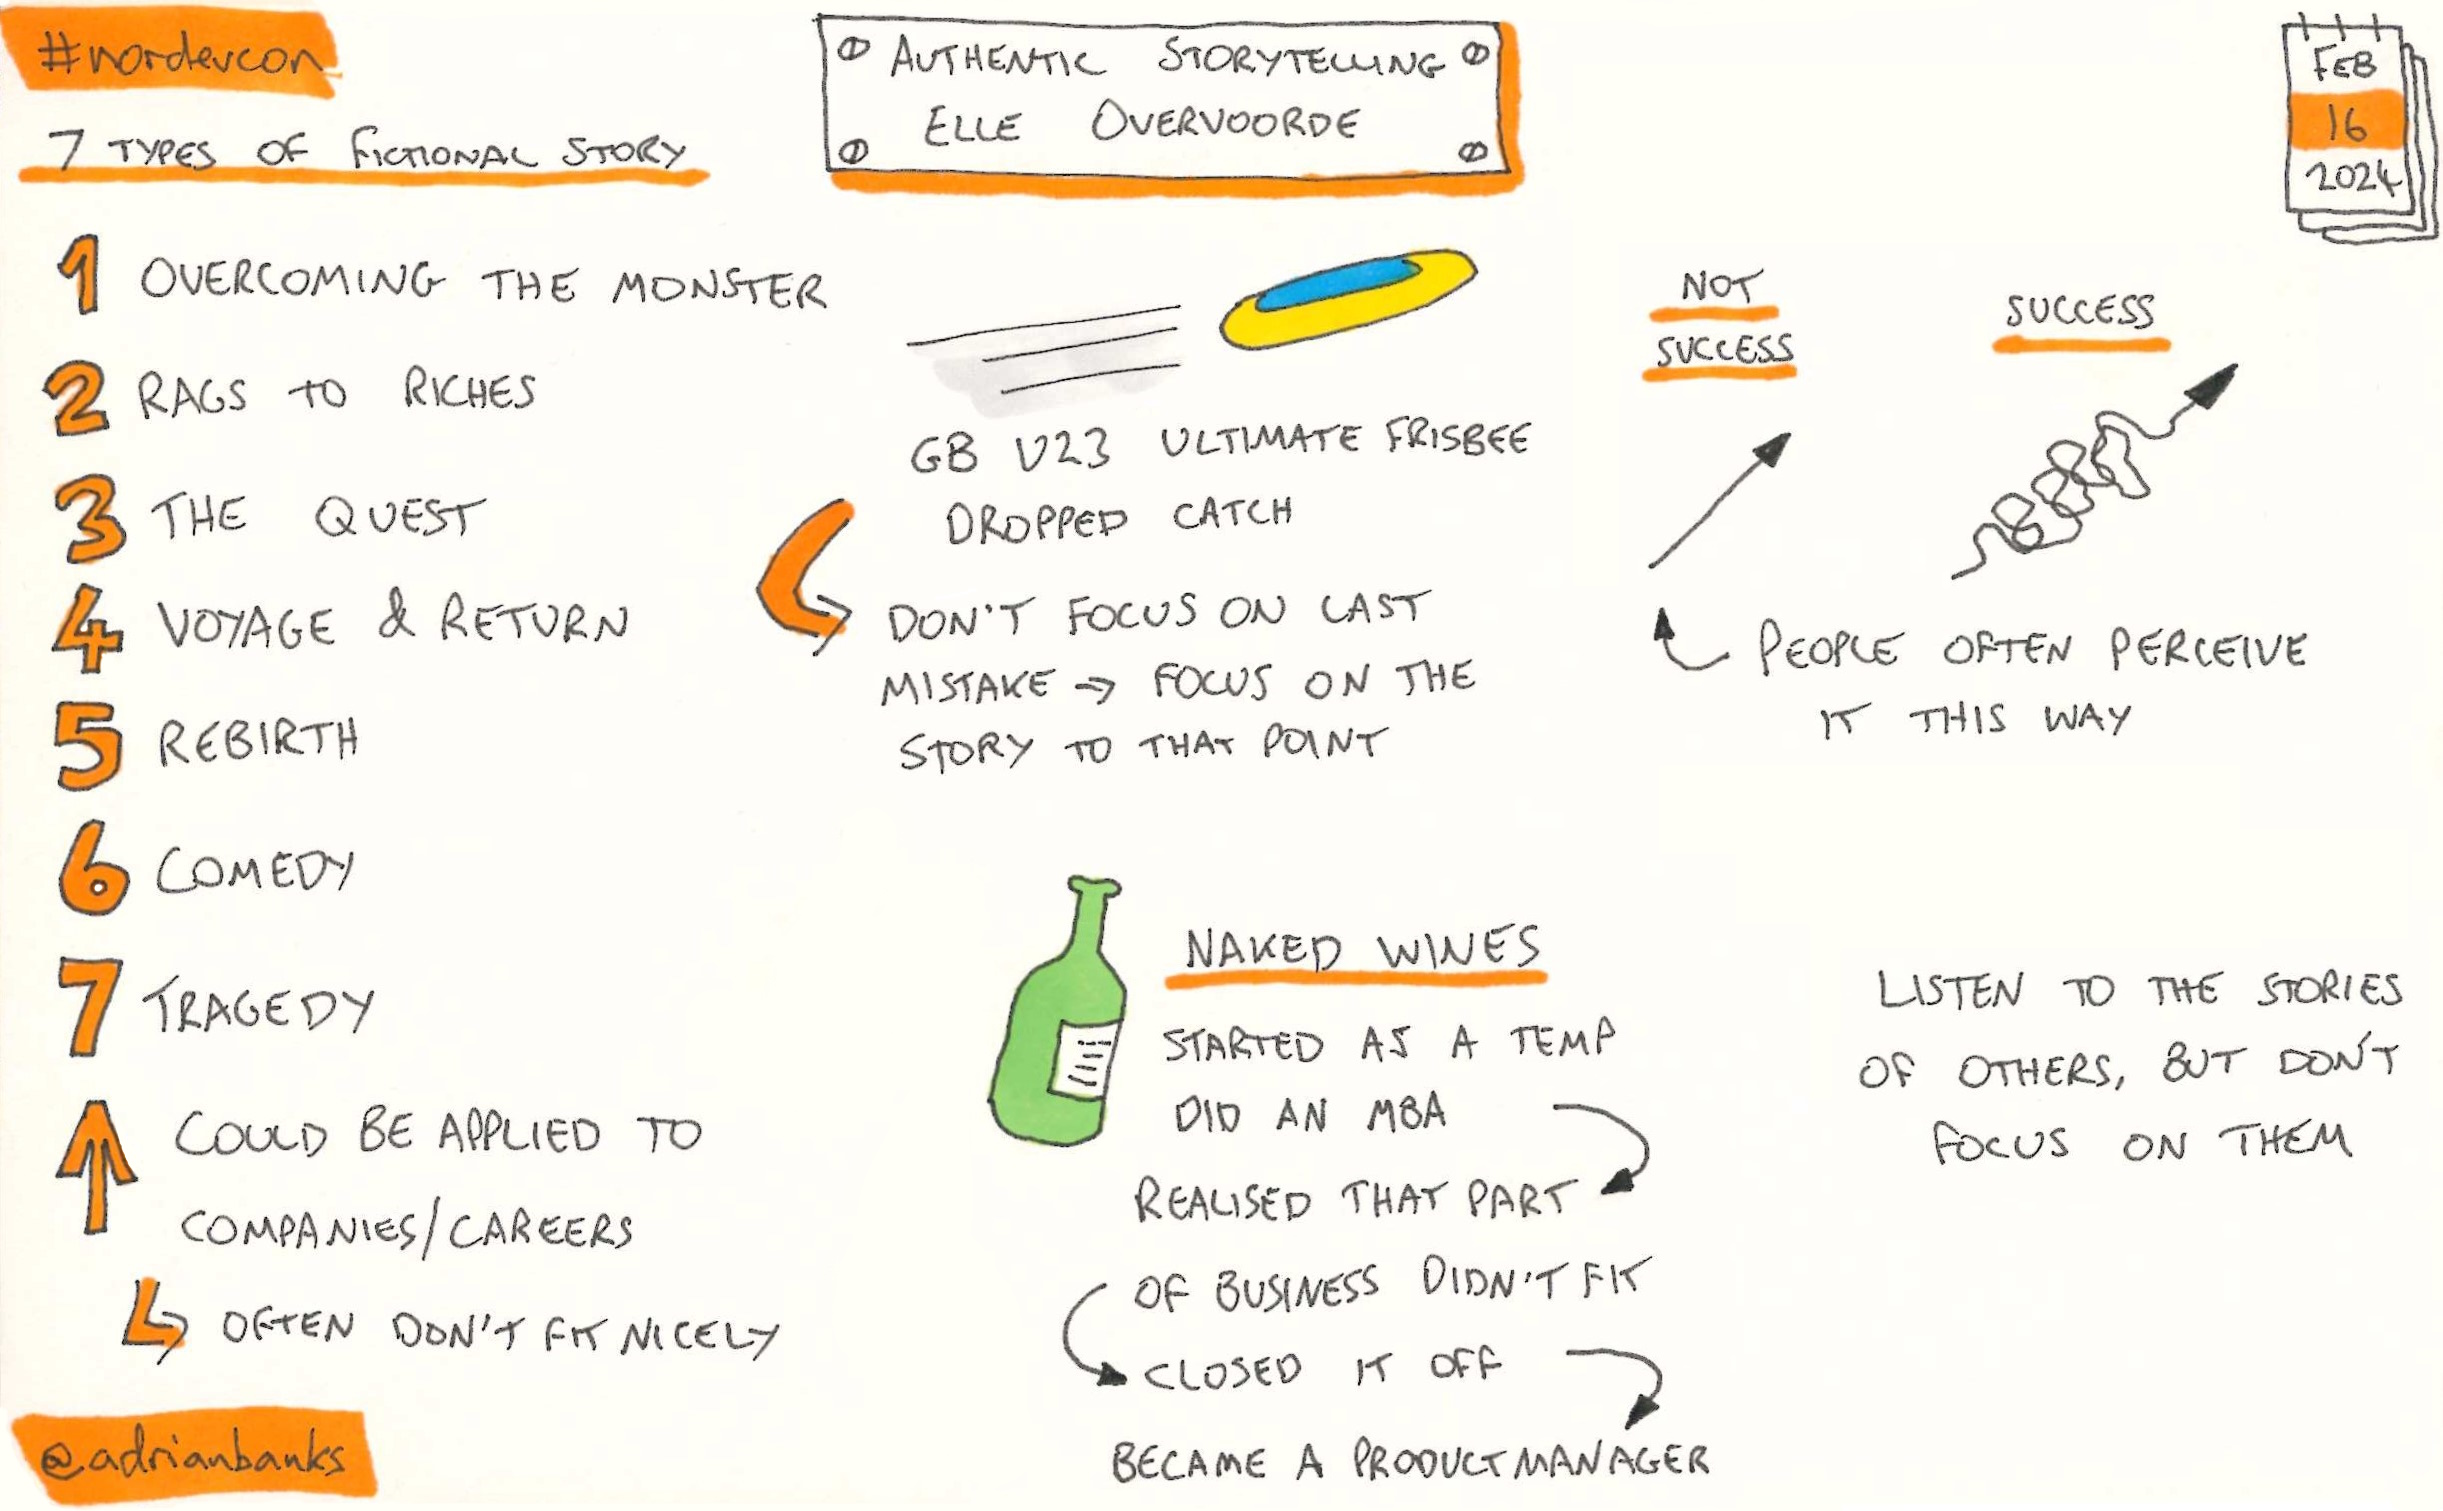 #nordevcon
AUTHENTIC STORYTELLING
ELLE OVERVOORDE
FEB
16
2024
7 TYPES OF FICTIONAL STORY
1 OVERCOMING THE MONSTER
2 RAGS TO RICHES
3 THE QUEST
4 VOYAGE & RETURN
5 REBIRTH
6 COMEDY
7 TRAGEDY
COULD BE APPLIED TO
COMPANIES/CAREERS
OFTEN DON'T FIT NICELY
@adrianbanks
GB U23 ULTIMATE FRISBEE
DROPPED CATCH
DON'T FOCUS ON LAST
MISTAKE → FOCUS ON THE
STORY TO THAT POINT
NAKED WINES
STARTED AS A TEMP
DID AN MBA
REALISED THAT PART
OF BUSINESS DIDN'T FIT
CLOSED IT OFF
BECAME A PRODUCT MANAGER
NOT
SUCCESS
SUCCESS
PEOPLE OFTEN PERCEIVE
IT THIS WAY
LISTEN TO THE STORIES
OF OTHERS, BUT DON'T
FOCUS ON THEM